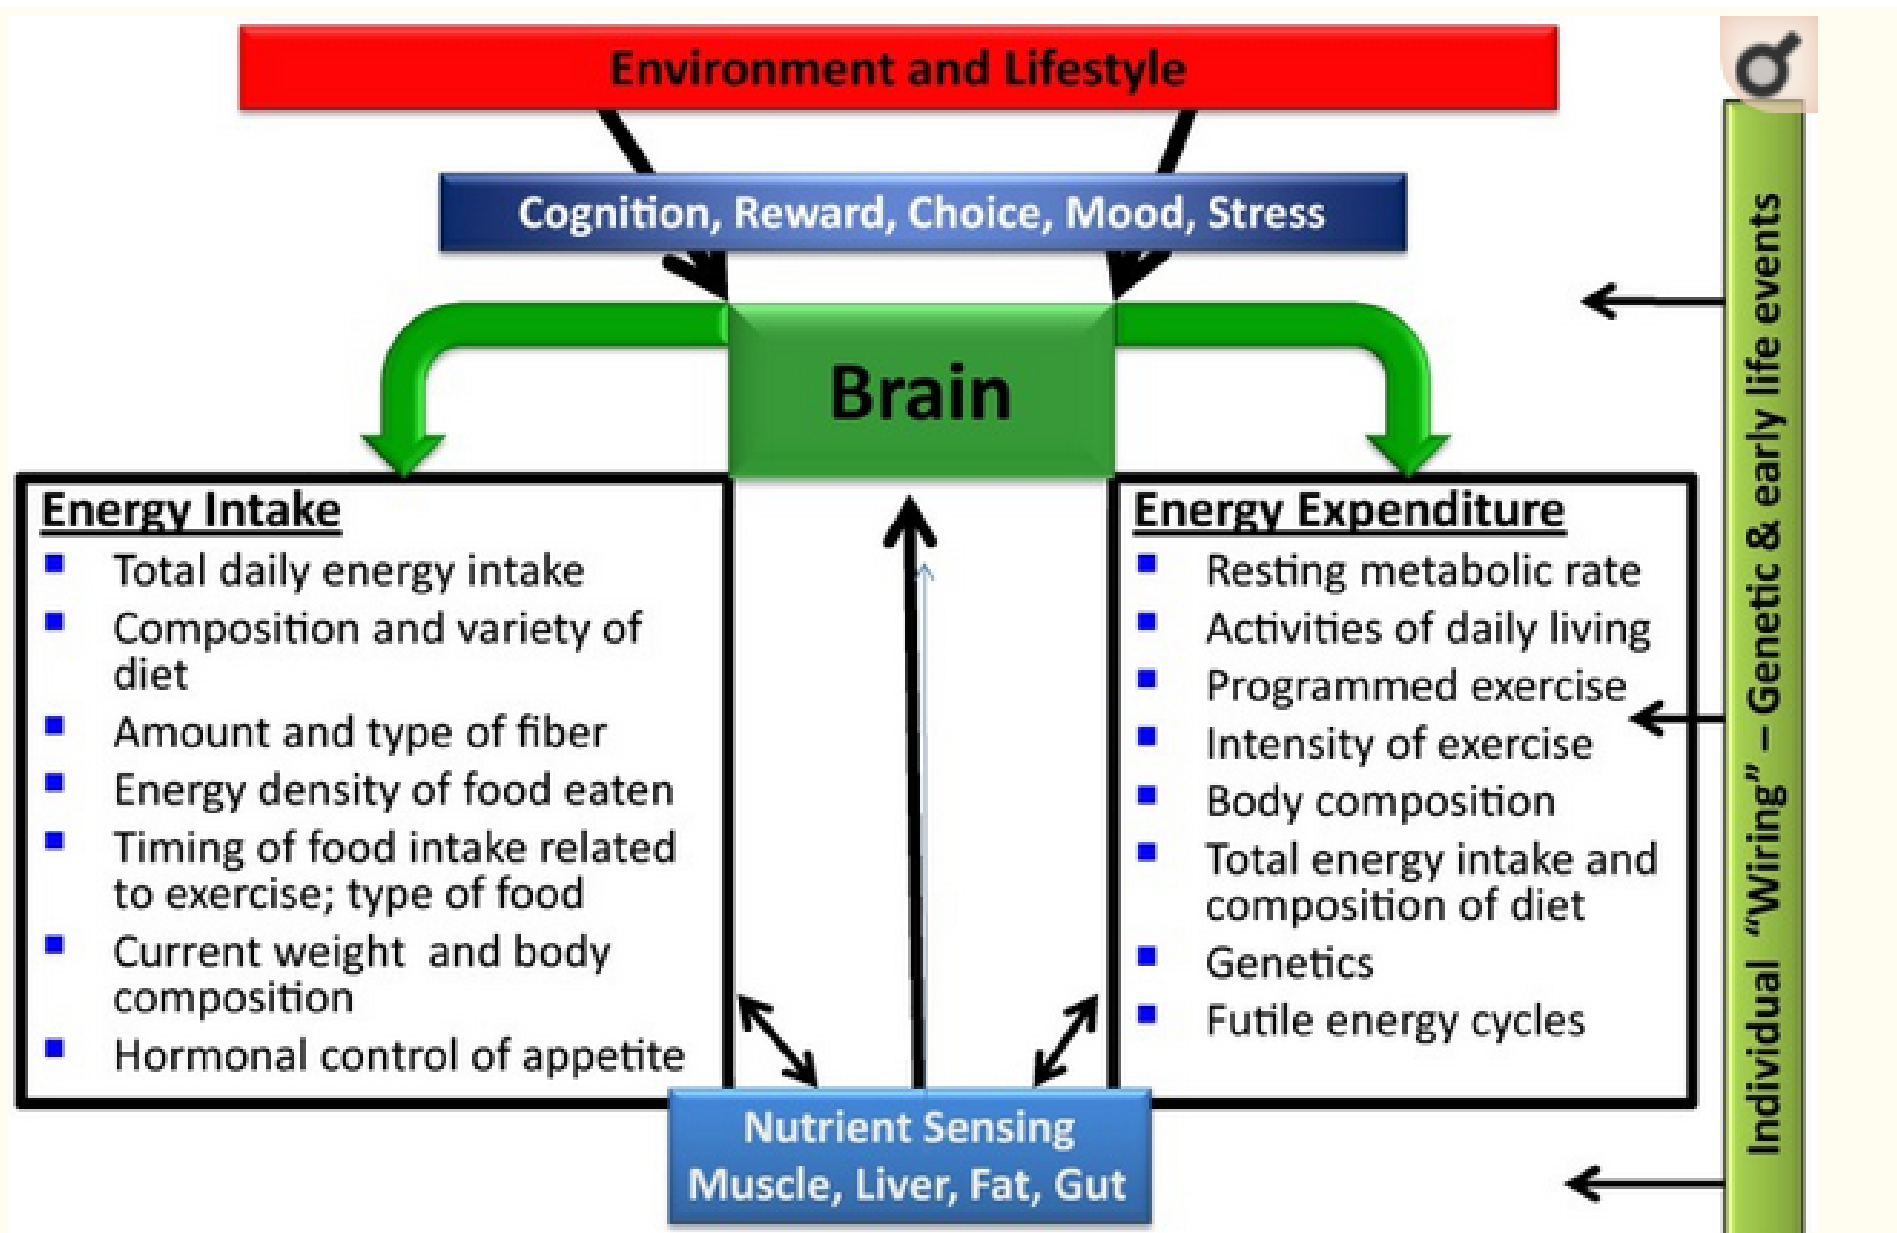 Environment and Lifestyle
Cognition, Reward, Choice, Mood, Stress
Brain
Energy Intake
Total daily energy intake
Composition and variety of
diet
Amount and type of fiber
Energy density of food eaten
Timing of food intake related
to exercise; type of food
Current weight and body
composition
Hormonal control of appetite
Energy Expenditure
Resting metabolic rate
Activities of daily living
Programmed exercise
Intensity of exercise
Body composition
Total energy intake and
composition of diet
Genetics
Futile energy cycles
Nutrient Sensing
Muscle, Liver, Fat, Gut
Individual “Wiring” – Genetic & early life events